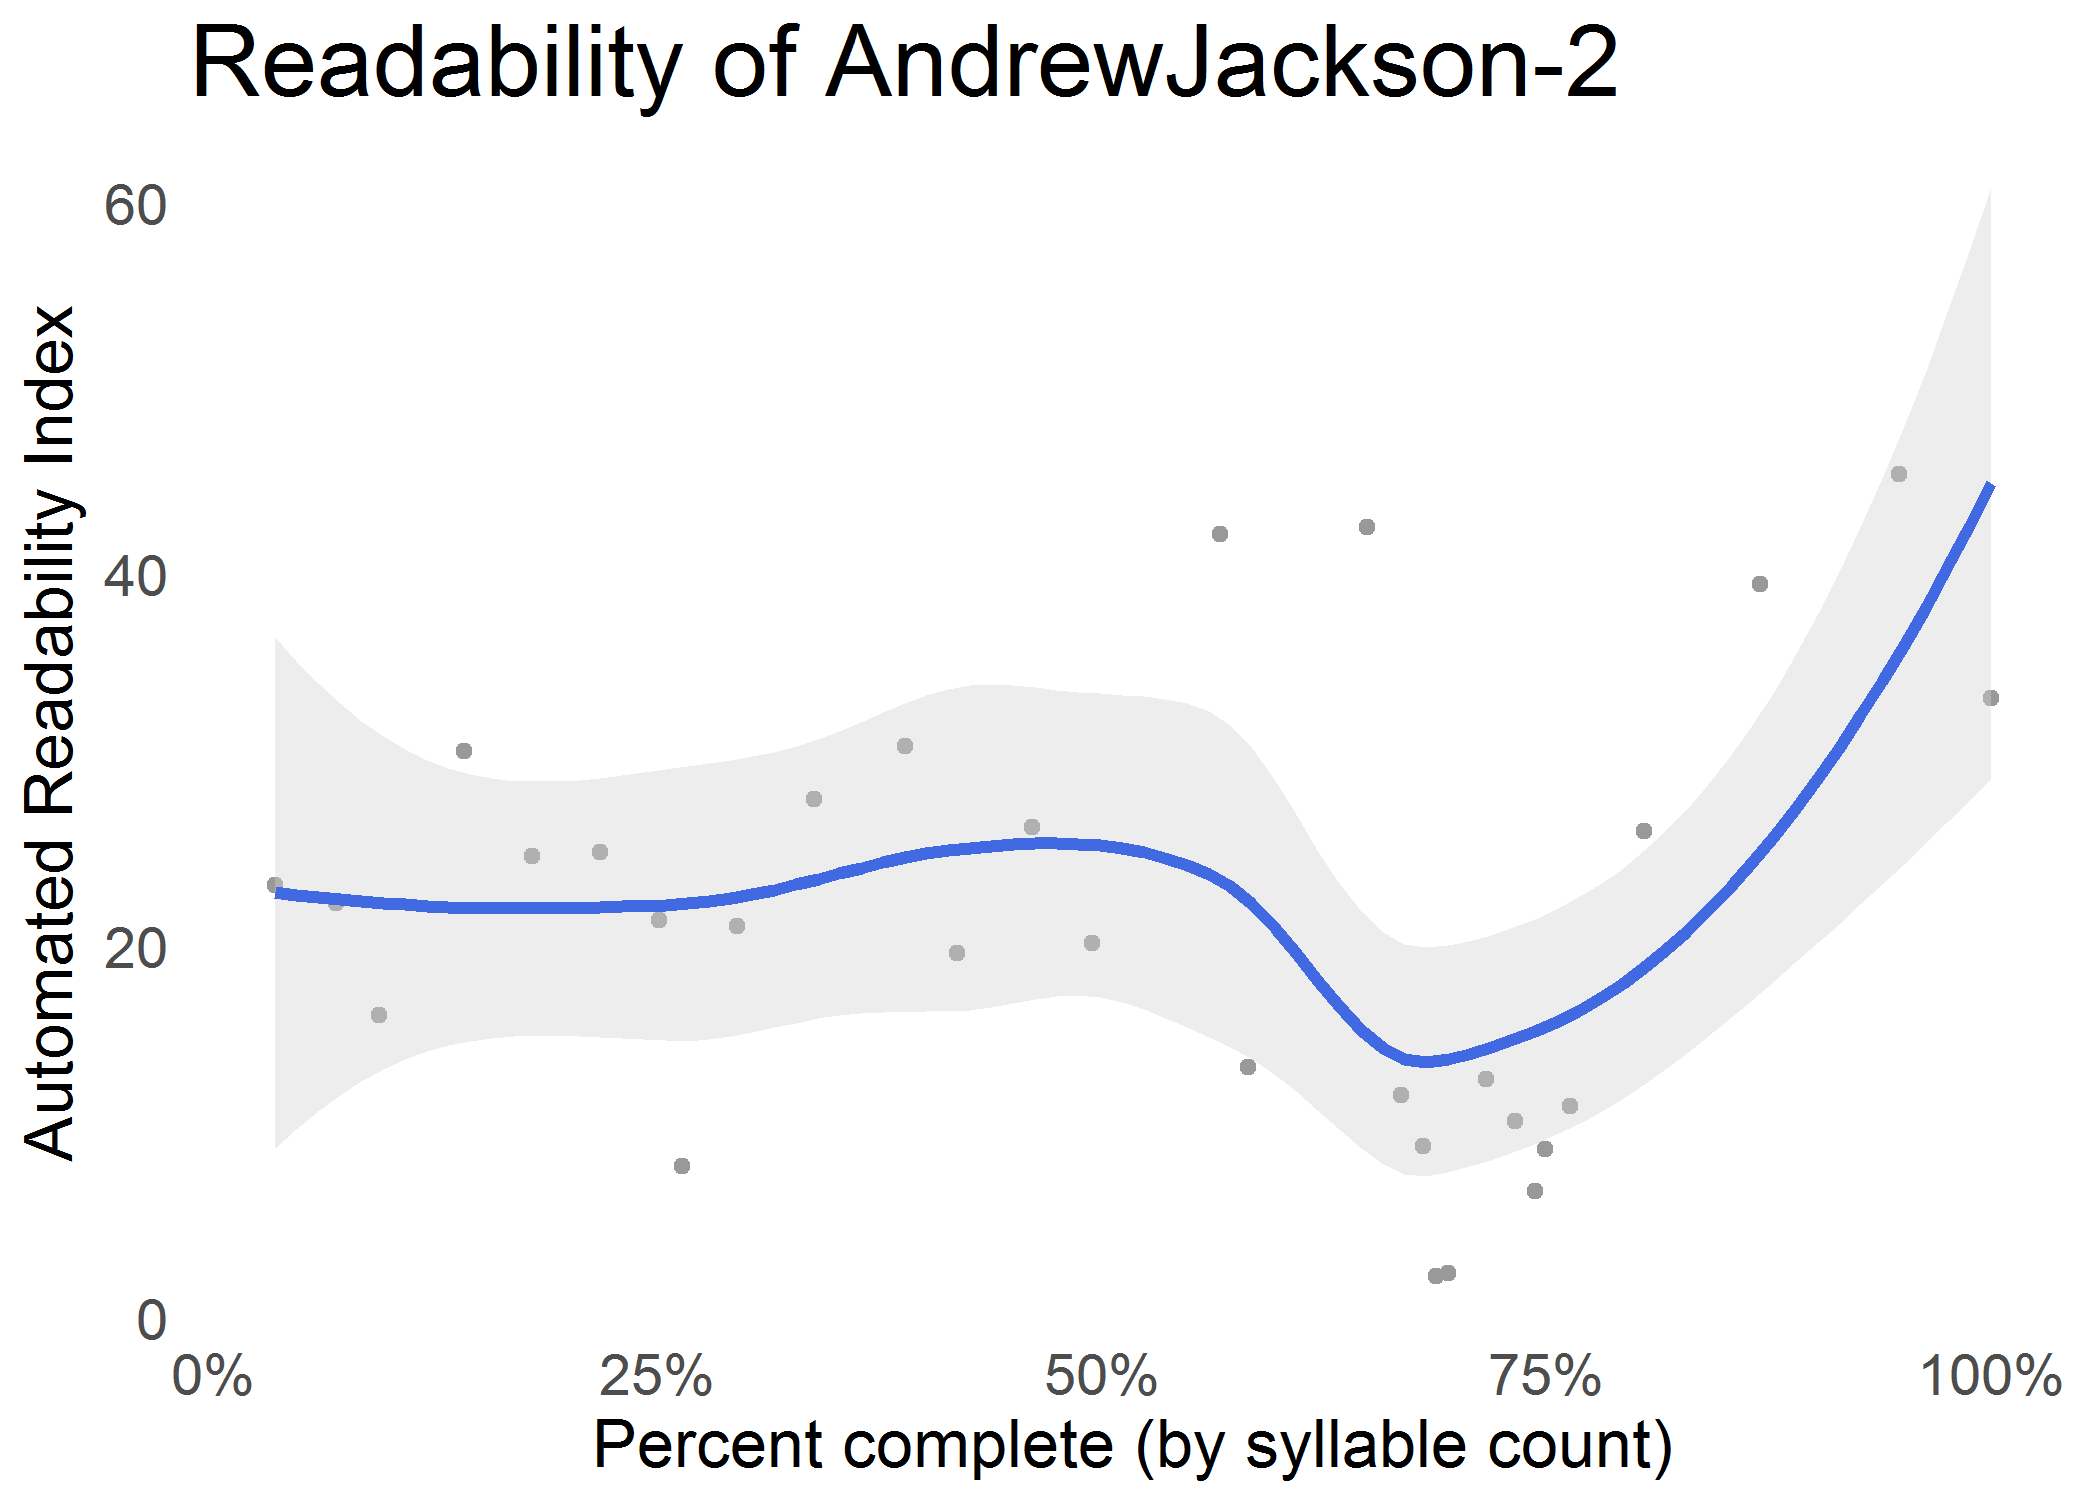 Readability of AndrewJackson-2
Automated Readability Index
60
40
20
0
0% 25% 50% 75% 100%
Percent complete (by syllable count)